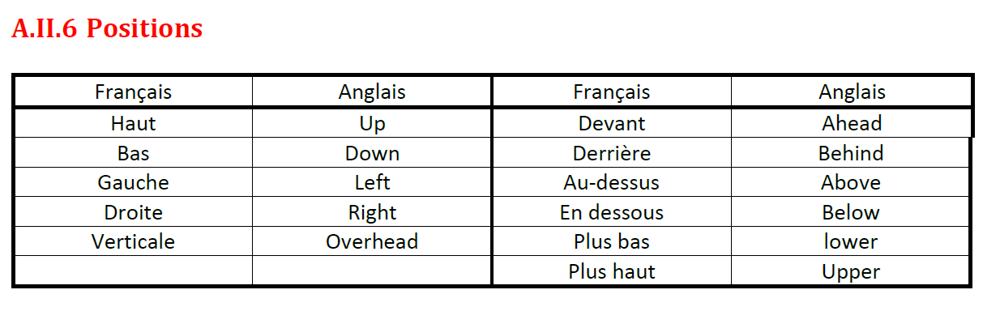 A.II.6 Positions
Français Anglais Français Anglais
Haut Up Devant Ahead
Bas Down Derrière Behind
Gauche Left Au-dessus Above
Droite Right En dessous Below
Verticale Overhead Plus bas lower
Plus haut Upper